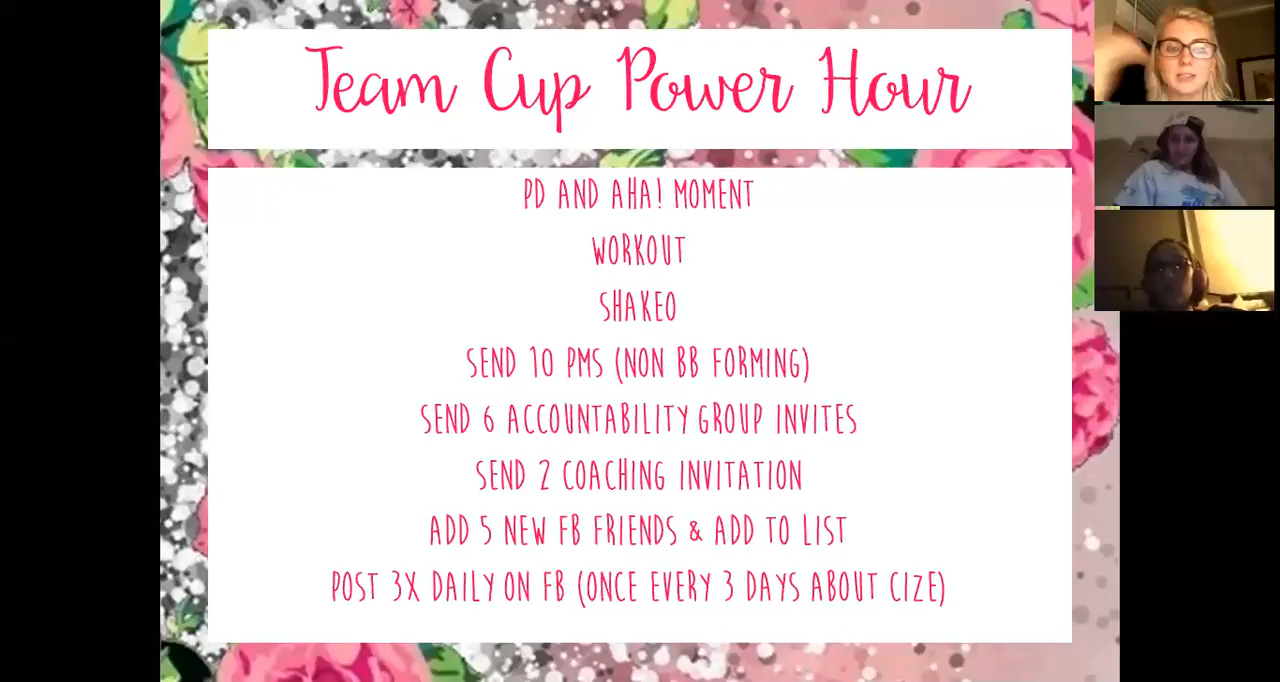 Team Cup Power Hour
PD AND AHA! MOMENT
WORKOUT
SHAKEO
SEND 10 PMS (NON BB FORMING)
SEND 6 ACCOUNTABILITY GROUP INVITES
SEND 2 COACHING INVITATION
ADD 5 NEW FB FRIENDS & ADD TO LIST
POST 3X DAILY ON FB (ONCE EVERY 3 DAYS ABOUT CIZE)